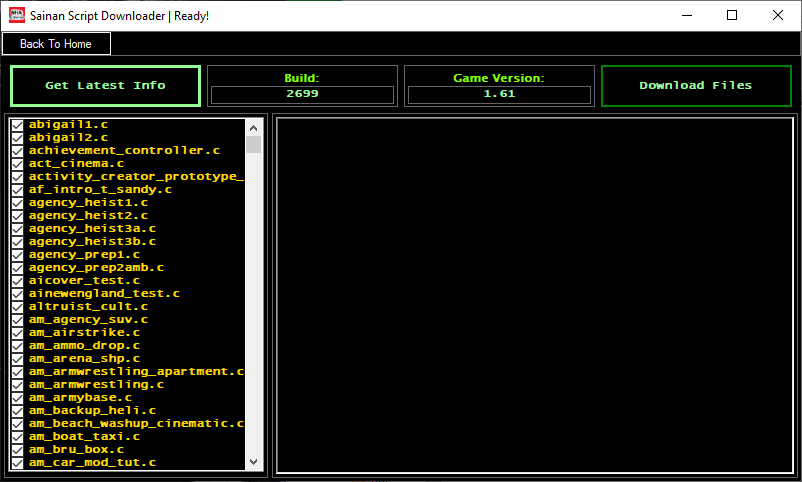 Sainan Script Downloader | Ready!
Back To Home
Get Latest Info
Build:
2699
Game Version:
1.61
Download Files
abigail1.c
abigail2.c
achievement_controller.c
act_cinema.c
activity_creator_prototype_
af_intro_t_sandy.c
agency_heist1.c
agency_heist2.c
agency_heist3a.c
agency_heist3b.c
agency_prep1.c
agency_prep2amb.c
aicover_test.c
ainewengland_test.c
altruist_cult.c
am_agency_suv.c
am_airstrike.c
am_ammo_drop.c
am_arena_shp.c
am_armwrestling_apartment.c
am_armwrestling.c
am_armybase.c
am_backup_heli.c
am_beach_washup_cinematic.c
am_boat_taxi.c
am_bru_box.c
am_car_mod_tut.c